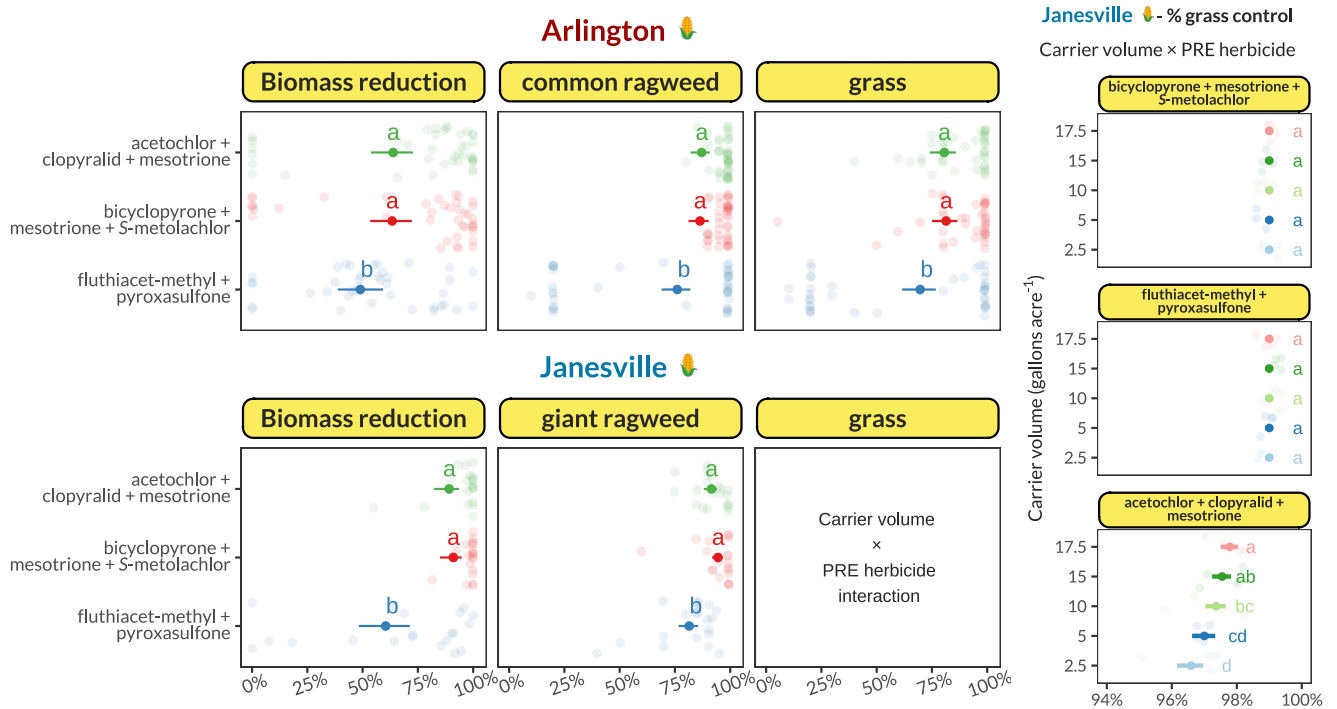 Arlington 🌽
Biomass reduction
common ragweed
grass
acetochlor +
clopyralid + mesotrione
bicyclopyrone +
mesotrione + S-metolachlor
fluthiacet-methyl +
pyroxasulfone
a
a
b
a
a
b
a
a
b
Janesville 🌽
Biomass reduction
giant ragweed
grass
acetochlor +
clopyralid + mesotrione
bicyclopyrone +
mesotrione + S-metolachlor
fluthiacet-methyl +
pyroxasulfone
a
a
b
a
a
b
Carrier volume
×
PRE herbicide
interaction
0% 25% 50% 75% 100%
0% 25% 50% 75% 100%
0% 25% 50% 75% 100%
Janesville 🌽- % grass control
Carrier volume × PRE herbicide
Carrier volume (gallons acre⁻¹)
bicyclopyrone + mesotrione +
S-metolachlor
17.5 a
15 a
10 a
5 a
2.5 a
fluthiacet-methyl +
pyroxasulfone
17.5 a
15 a
10 a
5 a
2.5 a
acetochlor + clopyralid +
mesotrione
17.5 a
15 ab
10 bc
5 cd
2.5 d
94% 96% 98% 100%